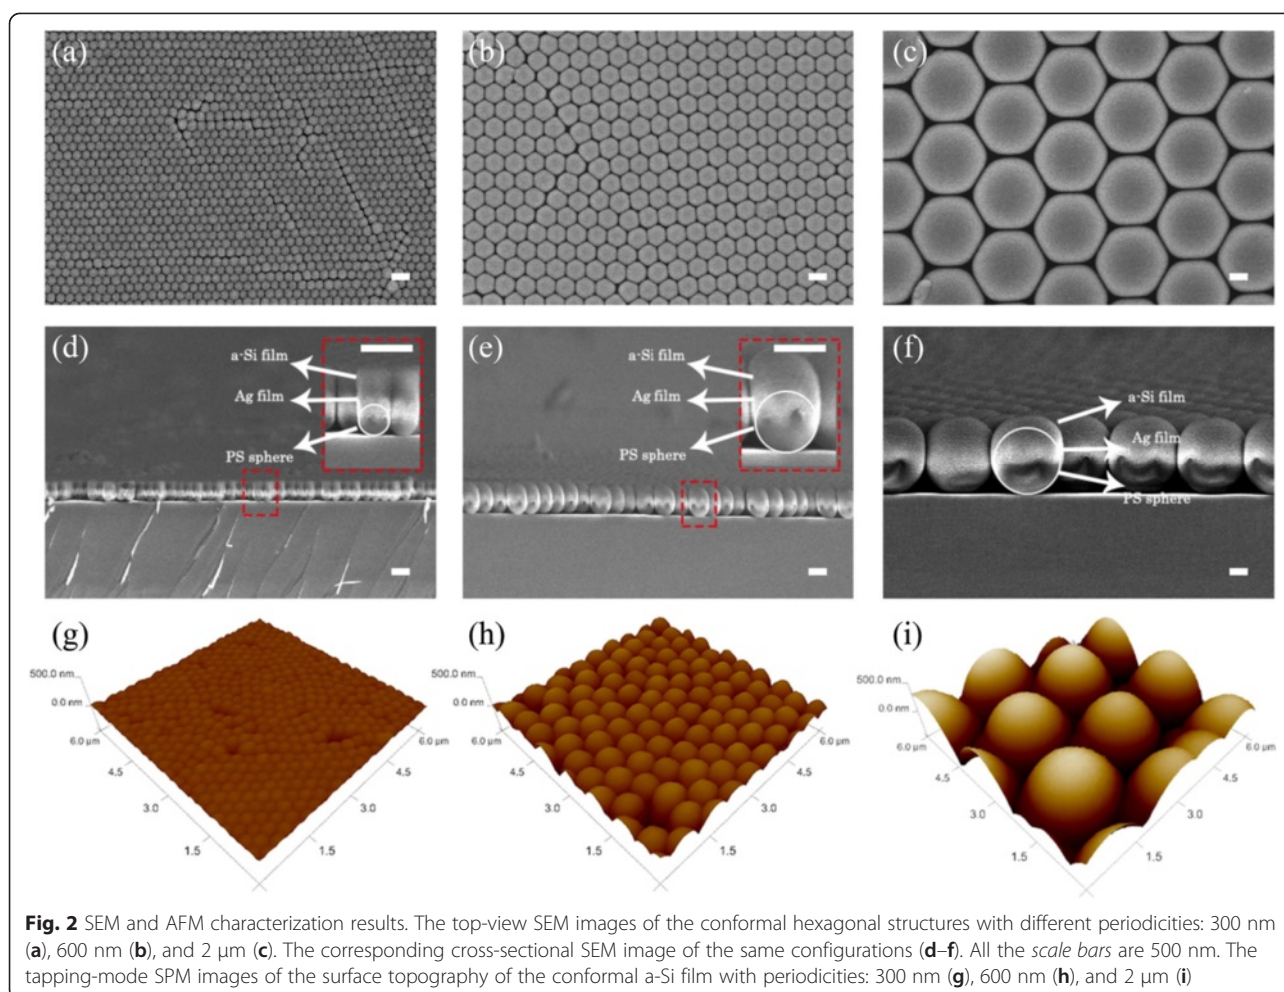 (a)
(b)
(c)
(d)
a-Si film
Ag film
PS sphere
(e)
a-Si film
Ag film
PS sphere
(f)
a-Si film
Ag film
PS sphere
(g)
500.0 nm
0.0 nm
6.0 µm
4.5
3.0
1.5
6.0 µm
4.5
3.0
1.5
(h)
500.0 nm
0.0 nm
6.0 µm
4.5
3.0
1.5
6.0 µm
4.5
3.0
1.5
(i)
500.0 nm
0.0 nm
6.0 µm
4.5
3.0
1.5
6.0 µm
4.5
3.0
1.5
Fig. 2 SEM and AFM characterization results. The top-view SEM images of the conformal hexagonal structures with different periodicities: 300 nm
(a), 600 nm (b), and 2 μm (c). The corresponding cross-sectional SEM image of the same configurations (d–f). All the scale bars are 500 nm. The
tapping-mode SPM images of the surface topography of the conformal a-Si film with periodicities: 300 nm (g), 600 nm (h), and 2 μm (i)